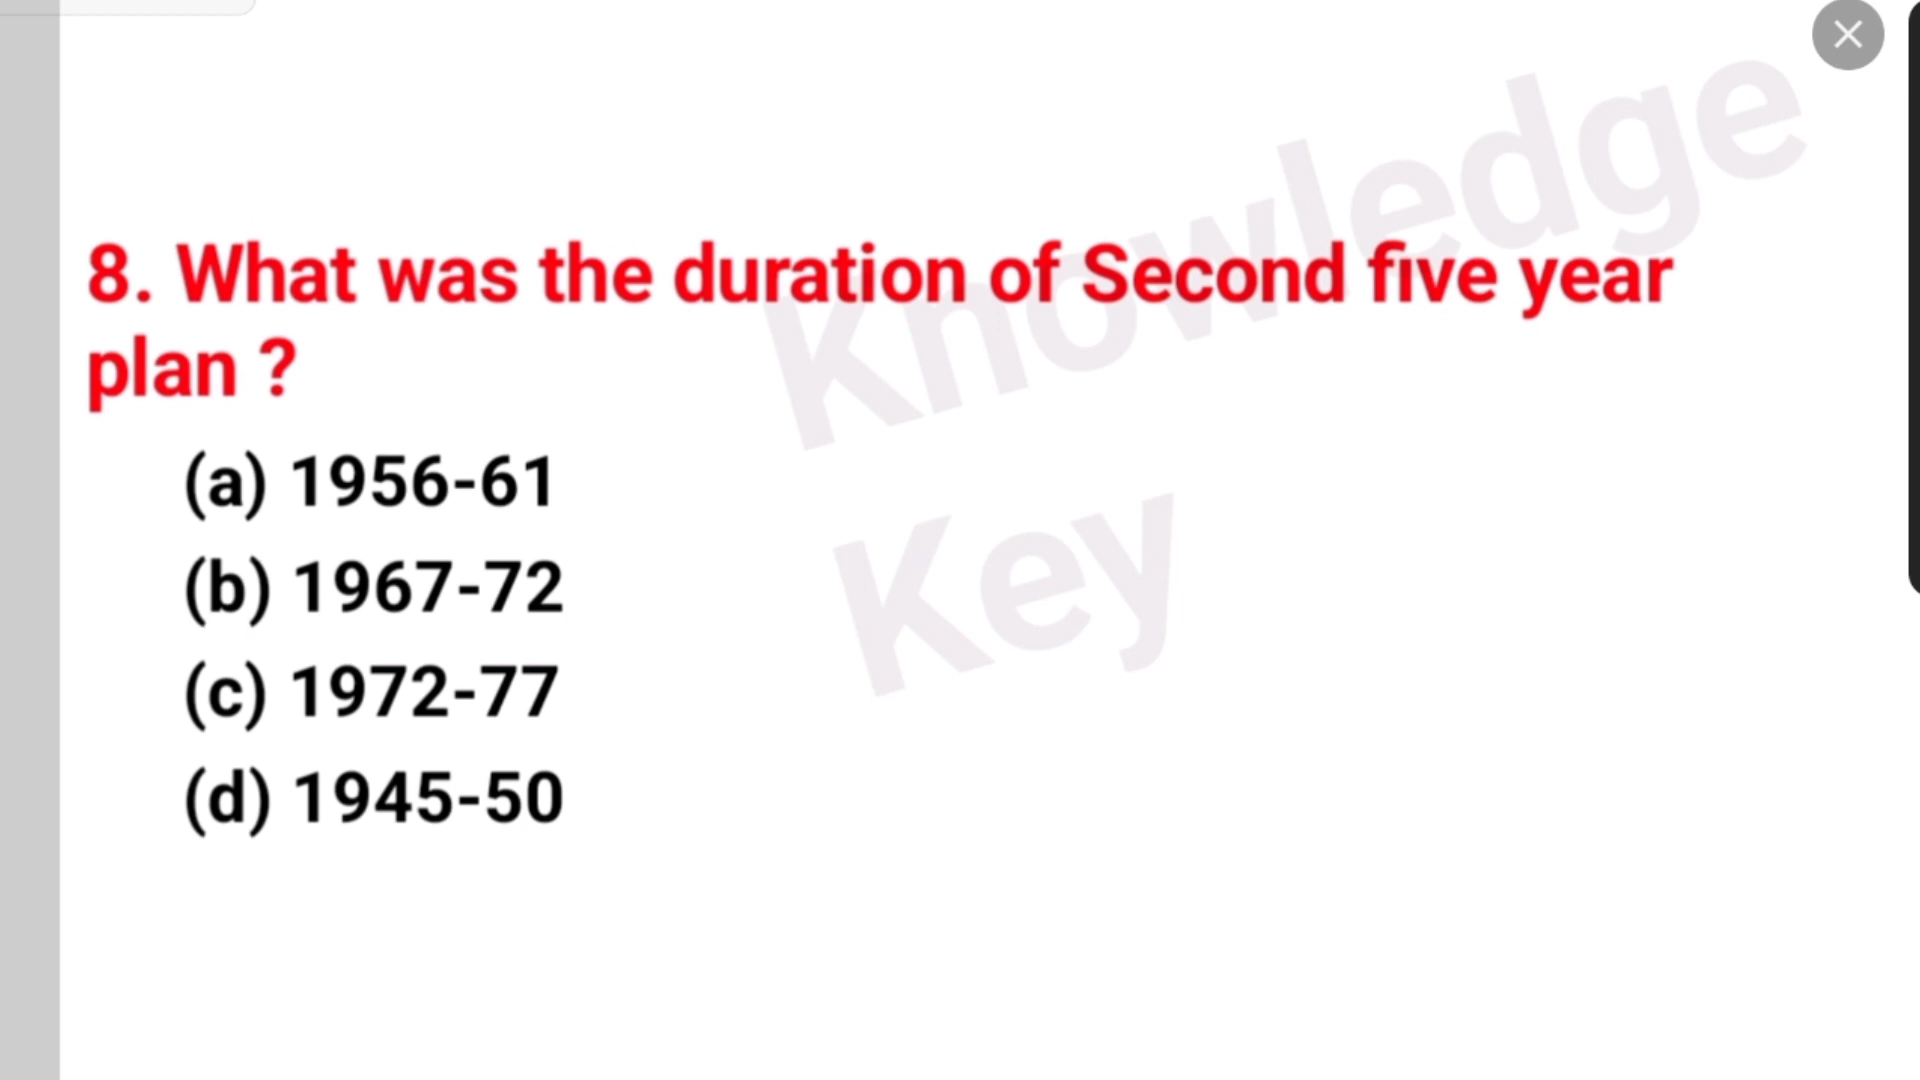 Knowledge
8. What was the duration of Second five year
plan ?
(a) 1956-61
Key
(b) 1967-72
(c) 1972-77
(d) 1945-50